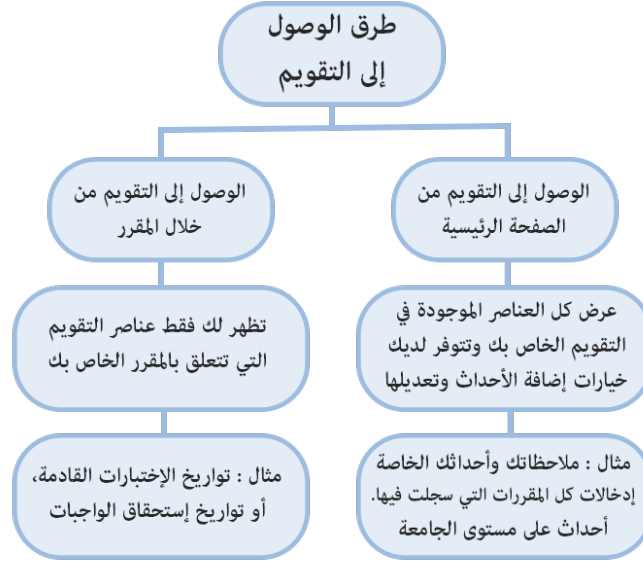 طرق الوصول
إلى التقويم
الوصول إلى التقويم من
الصفحة الرئيسية
الوصول إلى التقويم من
خلال المقرر
عرض كل العناصر الموجودة في
التقويم الخاص بك وتتوفر لديك
خيارات إضافة الأحداث وتعديلها
تظهر لك فقط عناصر التقويم
التي تتعلق بالمقرر الخاص بك
مثال : ملاحظاتك وأحداثك الخاصة
إدخالات كل المقررات التي سجلت فيها.
أحداث على مستوى الجامعة
مثال : تواريخ الإختبارات القادمة،
أو تواريخ إستحقاق الواجبات